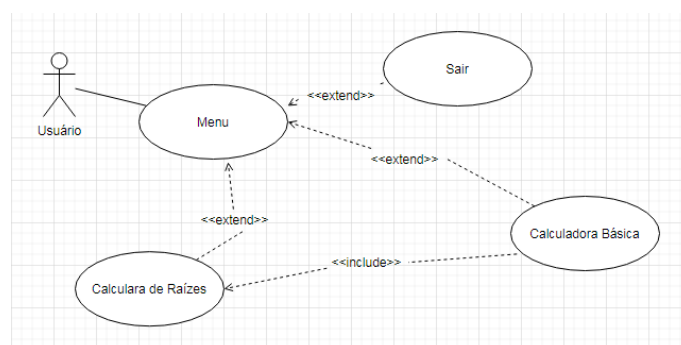 Sair
<<extend>>
Menu
Usuário
<<extend>>
<<extend>>
Calculadora Básica
<<include>>
Calculara de Raízes